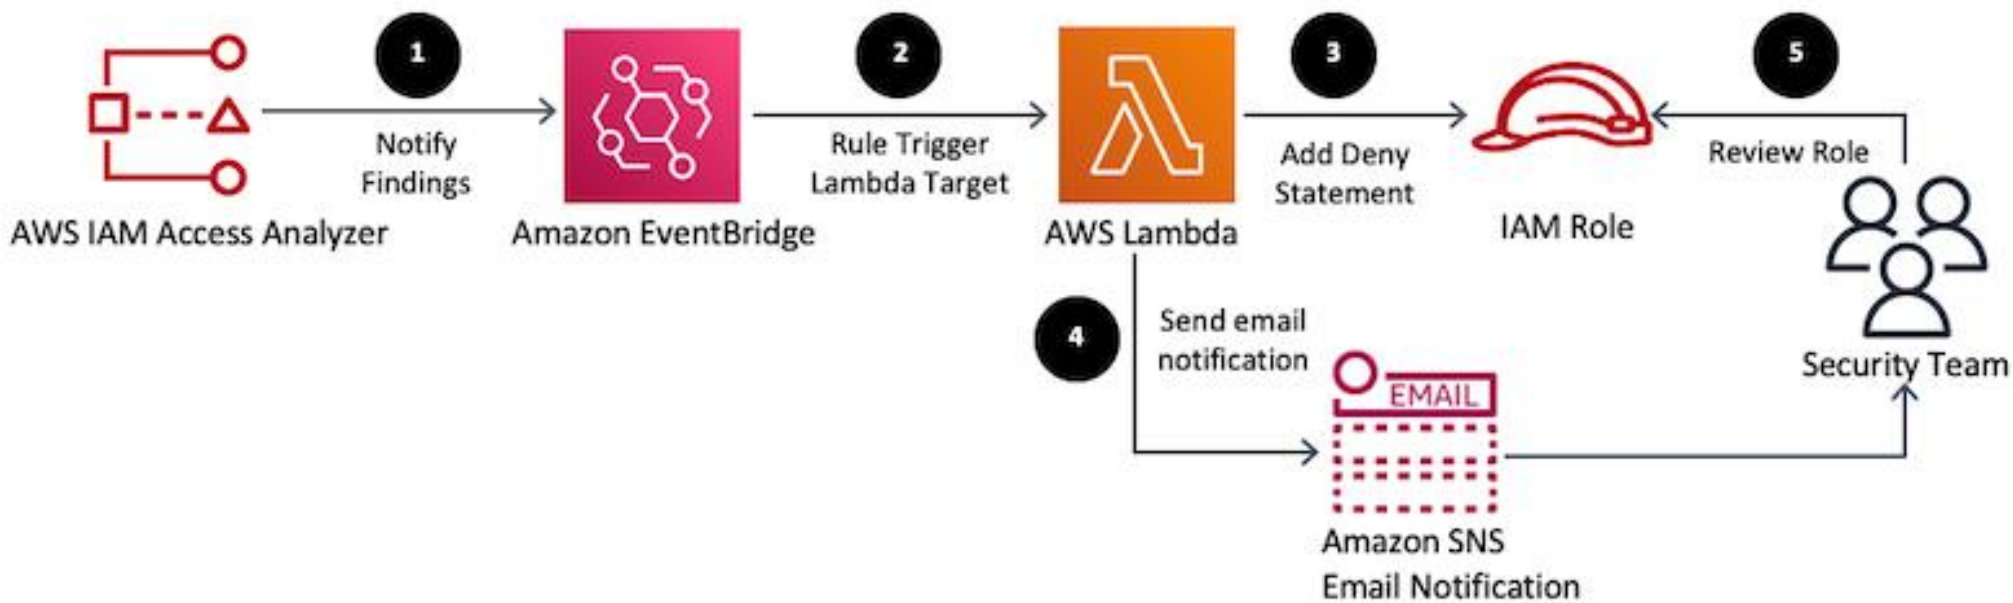 1
Notify
Findings
AWS IAM Access Analyzer
2
Rule Trigger
Lambda Target
Amazon EventBridge
3
Add Deny
Statement
AWS Lambda
5
Review Role
IAM Role
4
Send email
notification
Security Team
EMAIL
Amazon SNS
Email Notification